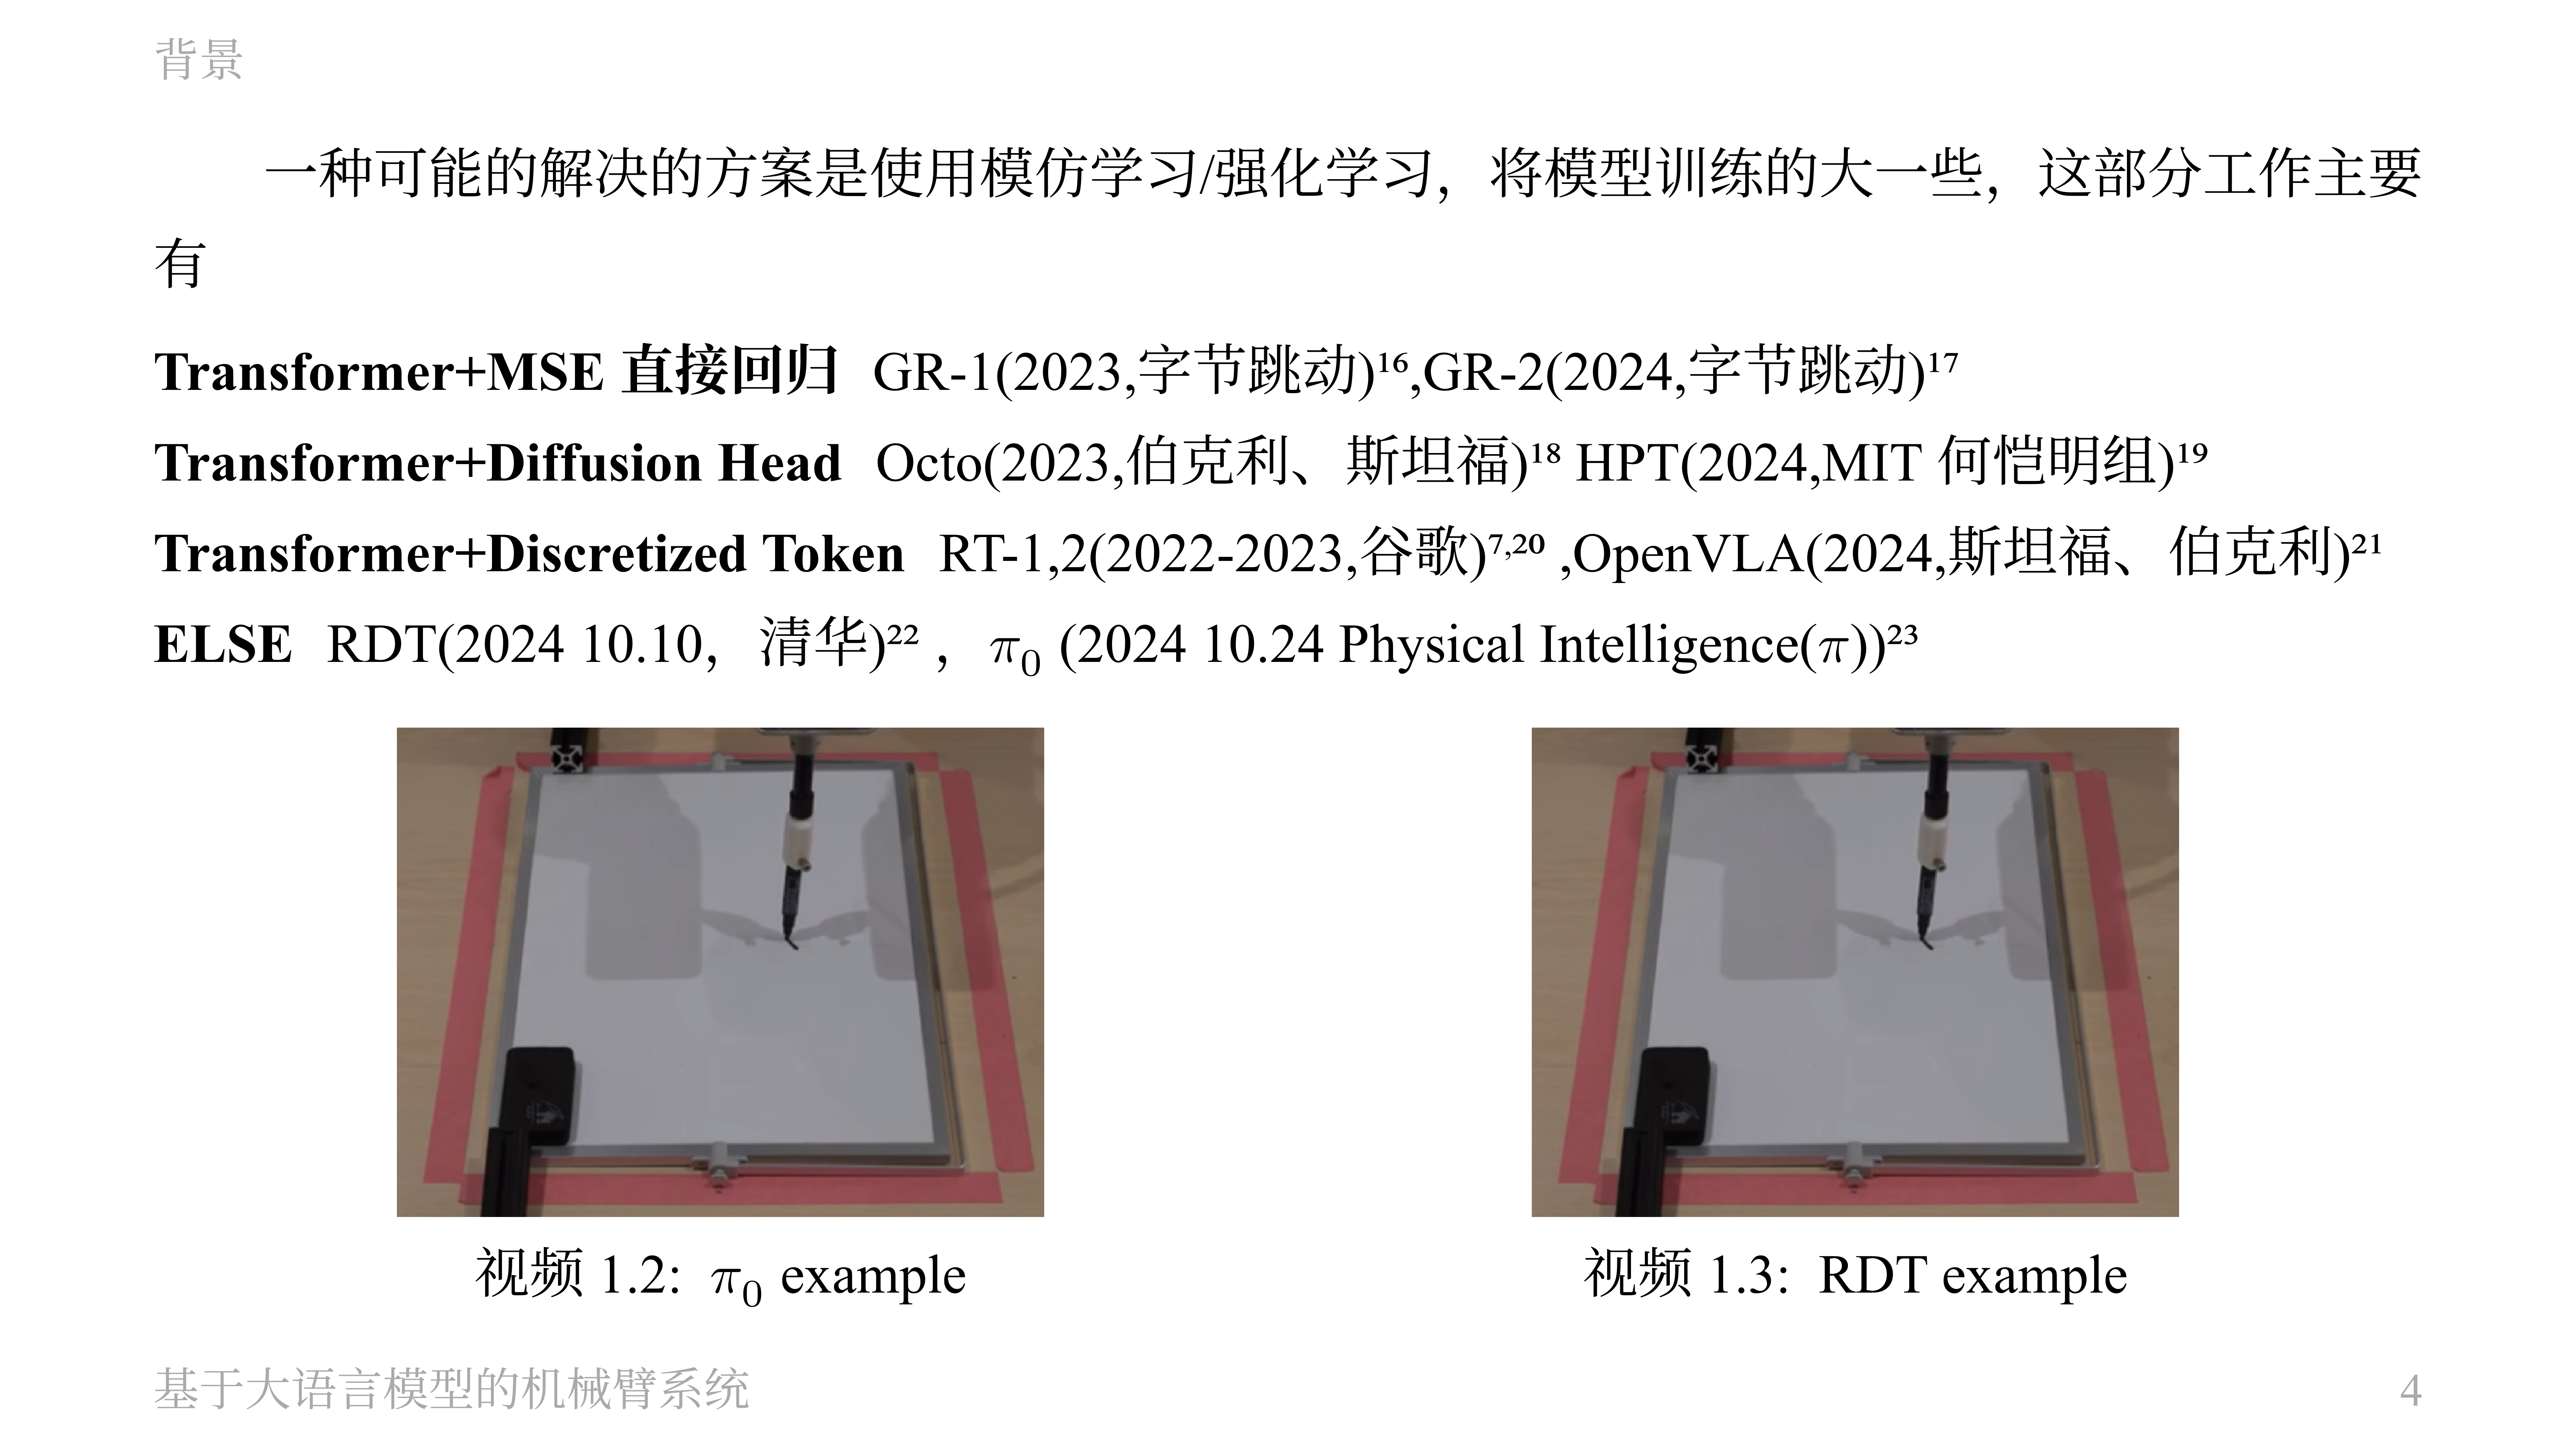 背景
一种可能的解决的方案是使用模仿学习/强化学习，将模型训练的大一些，这部分工作主要
有
Transformer+MSE 直接回归 GR-1(2023,字节跳动)¹⁶,GR-2(2024,字节跳动)¹⁷
Transformer+Diffusion Head Octo(2023,伯克利、斯坦福)¹⁸ HPT(2024,MIT 何恺明组)¹⁹
Transformer+Discretized Token RT-1,2(2022-2023,谷歌)⁷,²⁰ ,OpenVLA(2024,斯坦福、伯克利)²¹
ELSE RDT(2024 10.10，清华)²² ，π₀ (2024 10.24 Physical Intelligence(π))²³
视频 1.2: π₀ example
视频 1.3: RDT example
基于大语言模型的机械臂系统
4